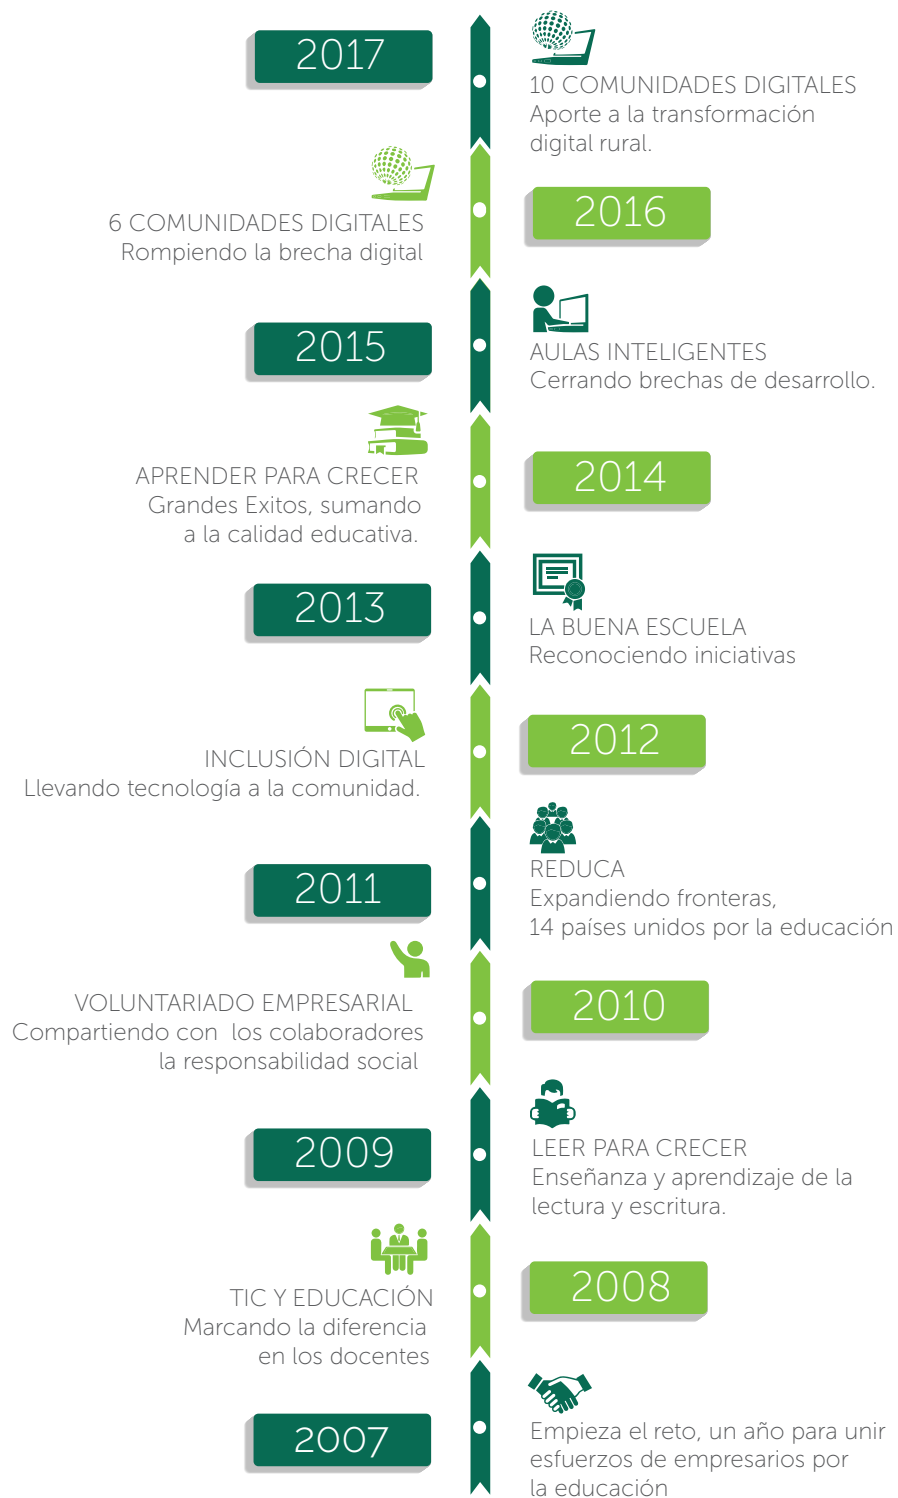 2017
10 COMUNIDADES DIGITALES
Aporte a la transformación
digital rural.
2016
6 COMUNIDADES DIGITALES
Rompiendo la brecha digital
2015
AULAS INTELIGENTES
Cerrando brechas de desarrollo.
2014
APRENDER PARA CRECER
Grandes Exitos, sumando
a la calidad educativa.
2013
LA BUENA ESCUELA
Reconociendo iniciativas
2012
INCLUSIÓN DIGITAL
Llevando tecnología a la comunidad.
2011
REDUCA
Expandiendo fronteras,
14 países unidos por la educación
2010
VOLUNTARIADO EMPRESARIAL
Compartiendo con los colaboradores
la responsabilidad social
2009
LEER PARA CRECER
Enseñanza y aprendizaje de la
lectura y escritura.
2008
TIC Y EDUCACIÓN
Marcando la diferencia
en los docentes
2007
Empieza el reto, un año para unir
esfuerzos de empresarios por
la educación